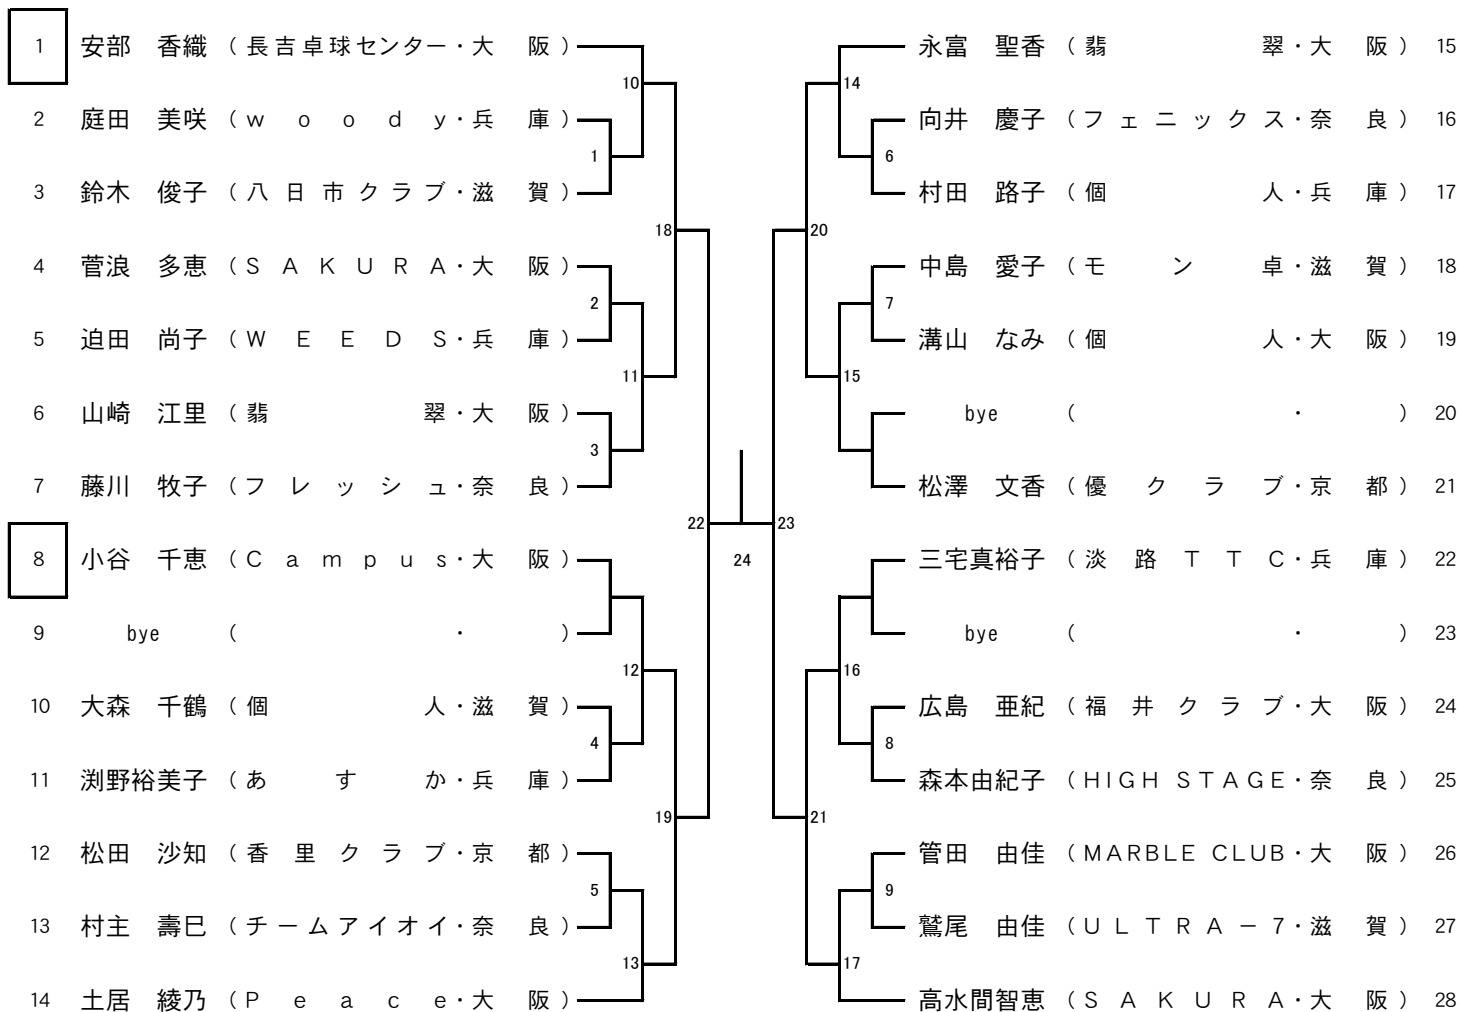 1 安部 香織 (長吉卓球センター・大 阪)
2 庭田 美咲 (woody・兵 庫)
3 鈴木 俊子 (八日市クラブ・滋 賀)
4 菅浪 多恵 (SAKURA・大 阪)
5 迫田 尚子 (WEEDS・兵 庫)
6 山崎 江里 (翡 翠・大 阪)
7 藤川 牧子 (フレッシュ・奈 良)
8 小谷 千恵 (Campus・大 阪)
9 bye ( ・ )
10 大森 千鶴 (個 人・滋 賀)
11 渕野裕美子 (あすか・兵 庫)
12 松田 沙知 (香里クラブ・京 都)
13 村主 壽巳 (チームアイオイ・奈 良)
14 土居 綾乃 (Peace・大 阪)
10
1
18
2
11
3
22
12
4
19
5
13
24
14
6
20
7
15
23
16
8
21
9
17
永富 聖香 (翡 翠・大 阪) 15
向井 慶子 (フェニックス・奈 良) 16
村田 路子 (個 人・兵 庫) 17
中島 愛子 (モン卓・滋 賀) 18
溝山 なみ (個 人・大 阪) 19
bye ( ・ ) 20
松澤 文香 (優クラブ・京 都) 21
三宅真裕子 (淡路TTC・兵 庫) 22
bye ( ・ ) 23
広島 亜紀 (福井クラブ・大 阪) 24
森本由紀子 (HIGH STAGE・奈 良) 25
管田 由佳 (MARBLE CLUB・大 阪) 26
鷲尾 由佳 (ULTRA−7・滋 賀) 27
高水間智恵 (SAKURA・大 阪) 28